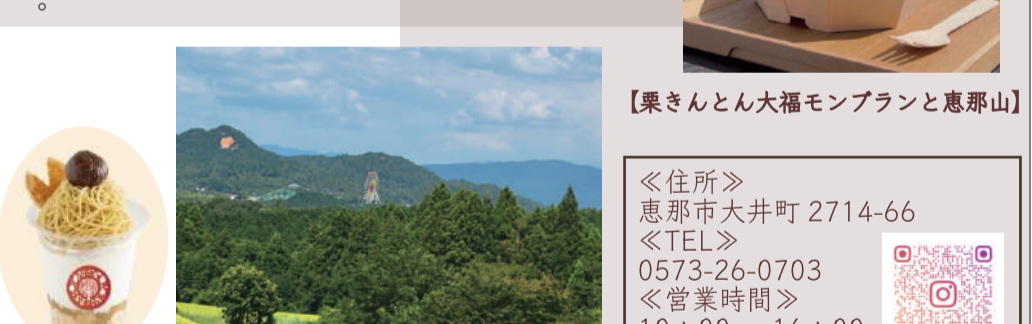 。
【栗きんとん大福モンブランと恵那山】
≪住所≫
恵那市大井町 2714-66
≪TEL≫
0573-26-0703
≪営業時間≫